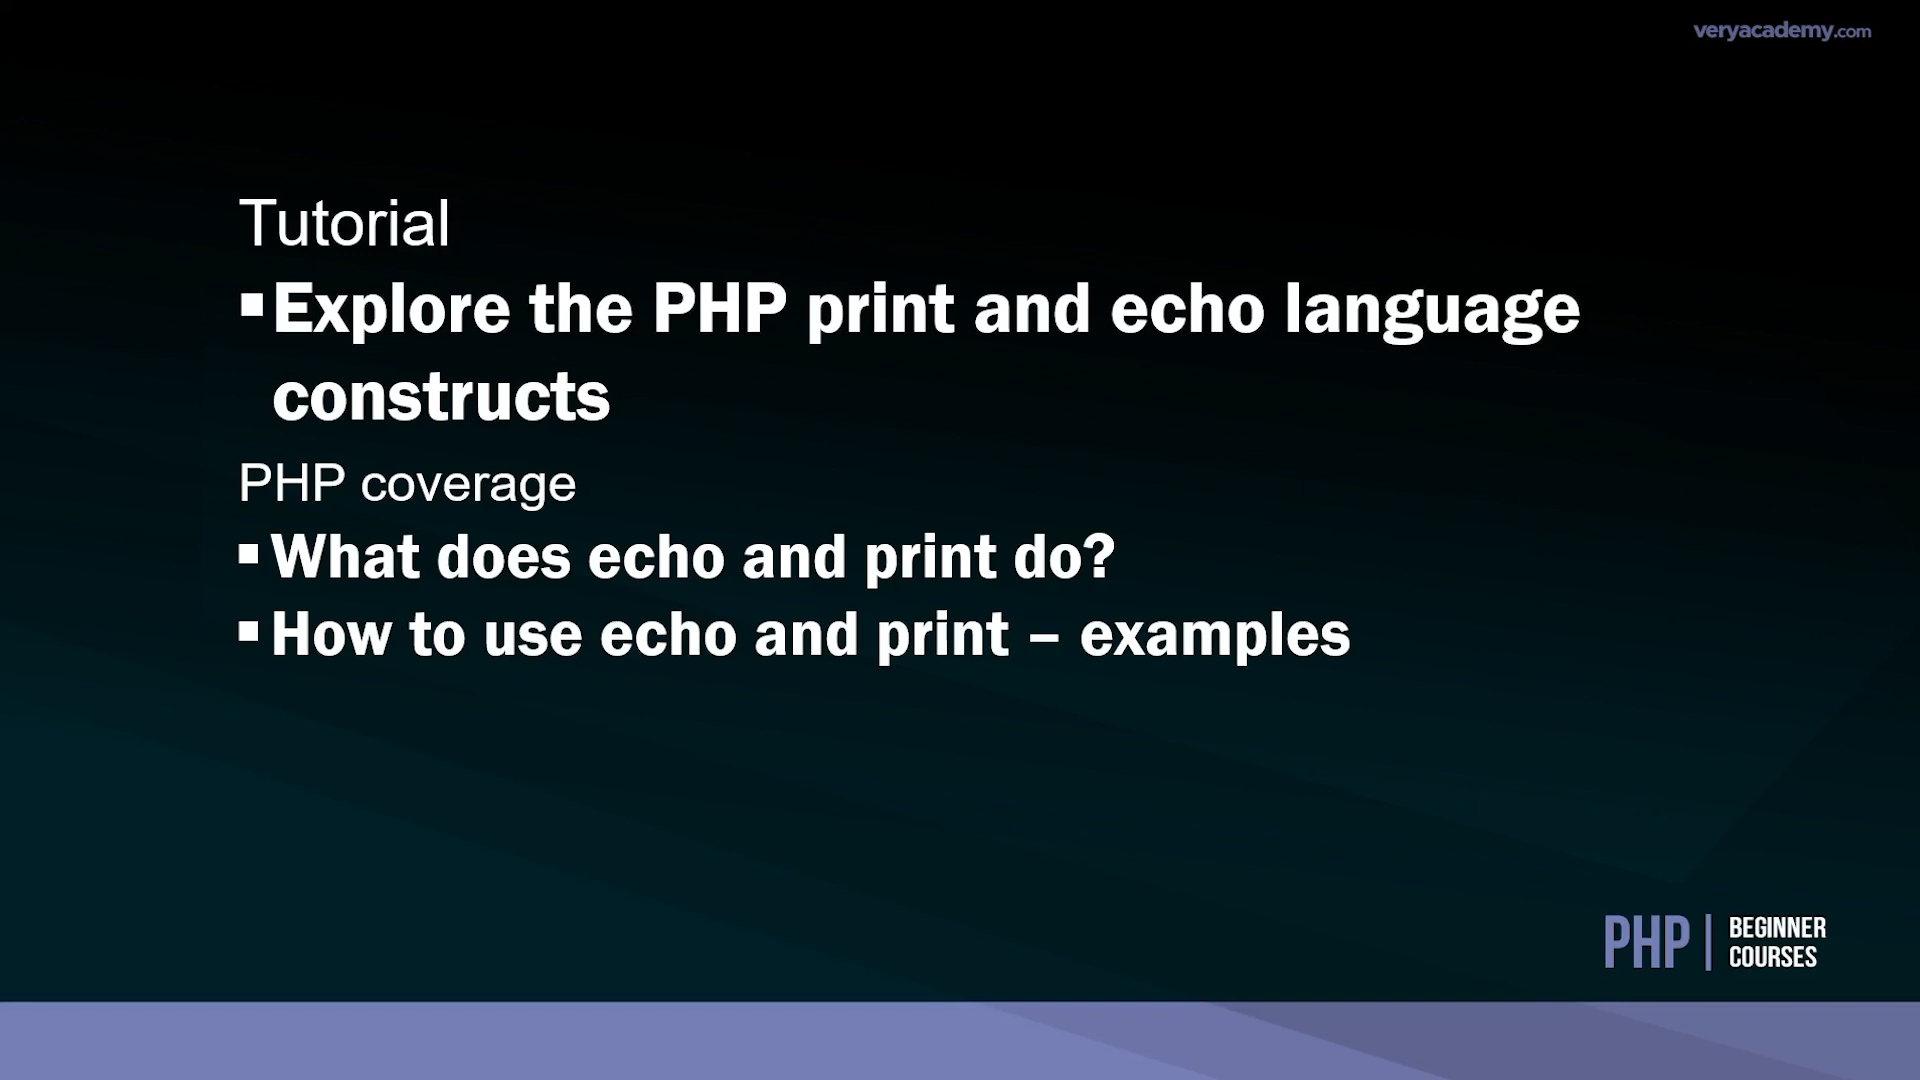 veryacademy.com
Tutorial
▪Explore the PHP print and echo language
constructs
PHP coverage
▪What does echo and print do?
▪How to use echo and print – examples
PHP | BEGINNER
COURSES